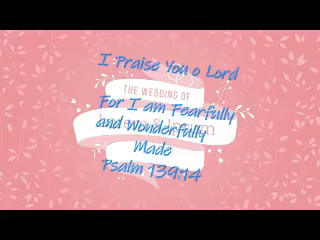 I Praise You o Lord
THE WEDDING OF
For I am Fearfully
and wonderfully
Made
Psalm 139:14